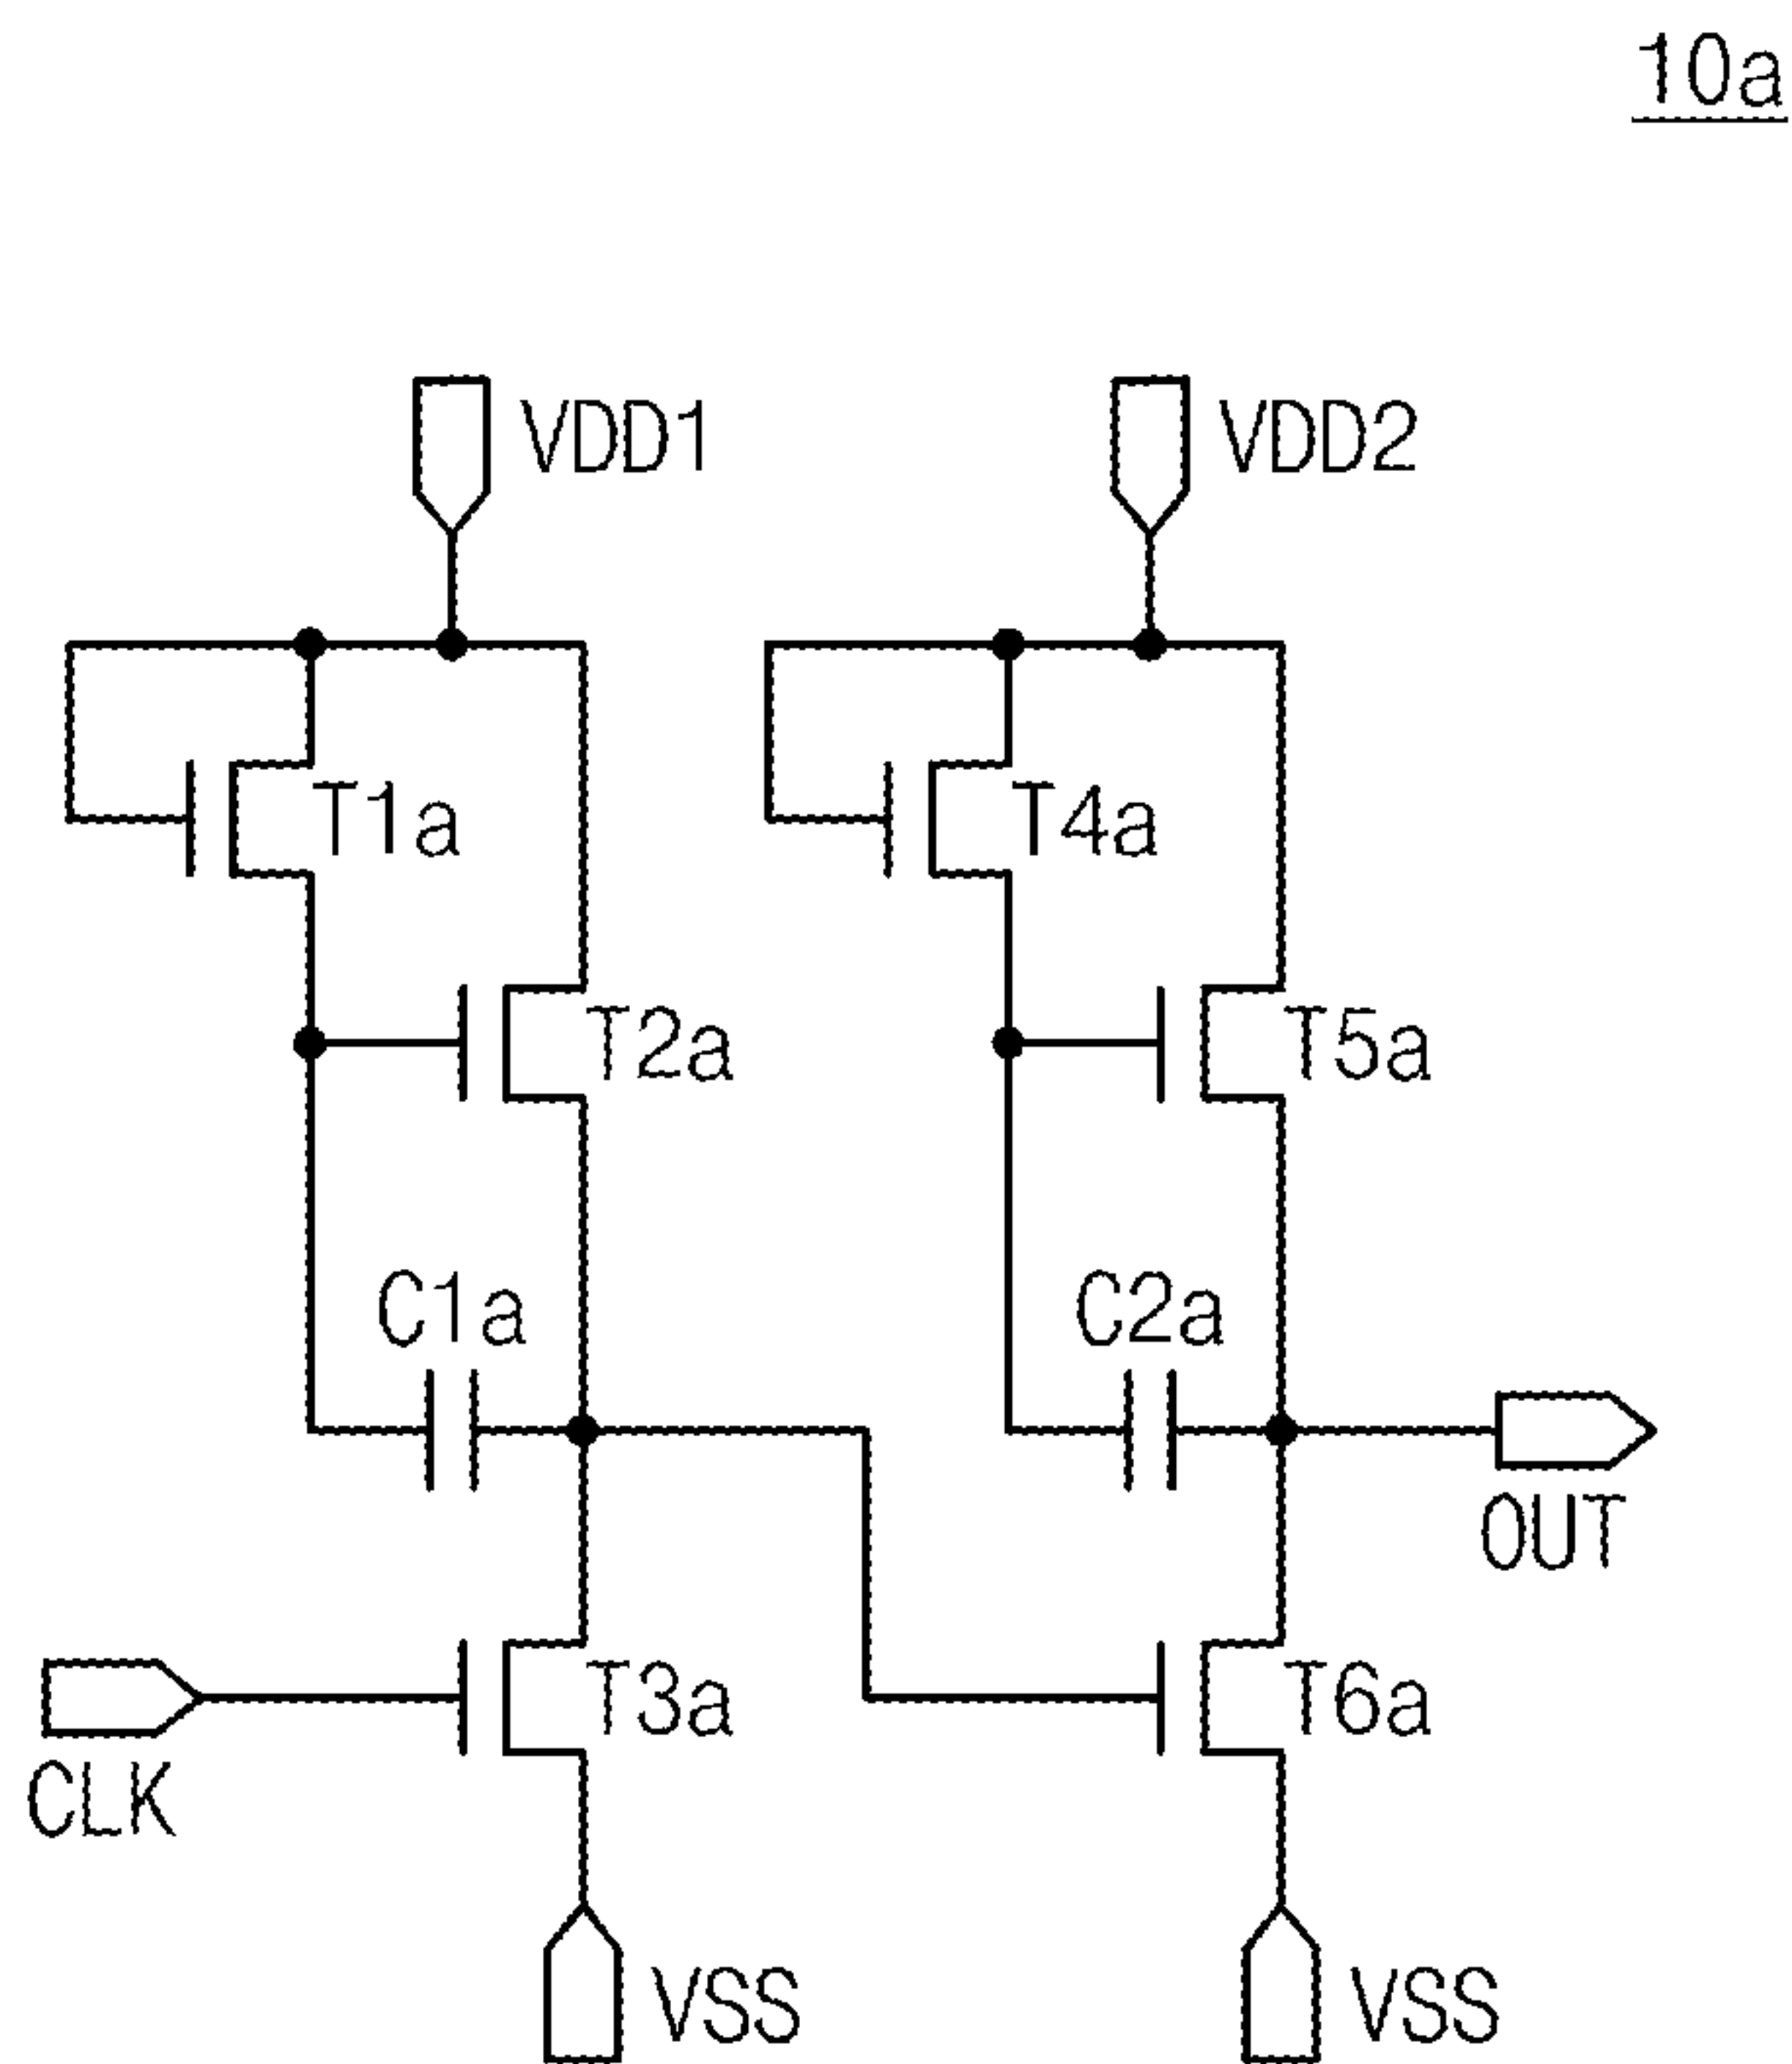 10a
VDD1
VDD2
T1a
T4a
T2a
T5a
C1a
C2a
OUT
T3a
T6a
CLK
VSS
VSS